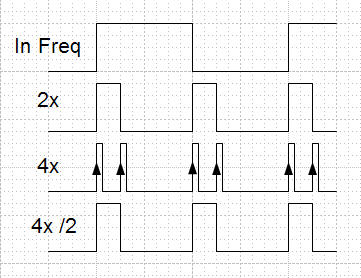 In Freq
2x
4x
4x /2